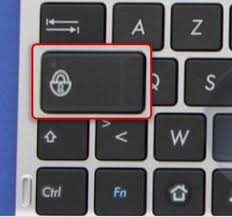 A Z
Q S
> < W
Ctrl Fn